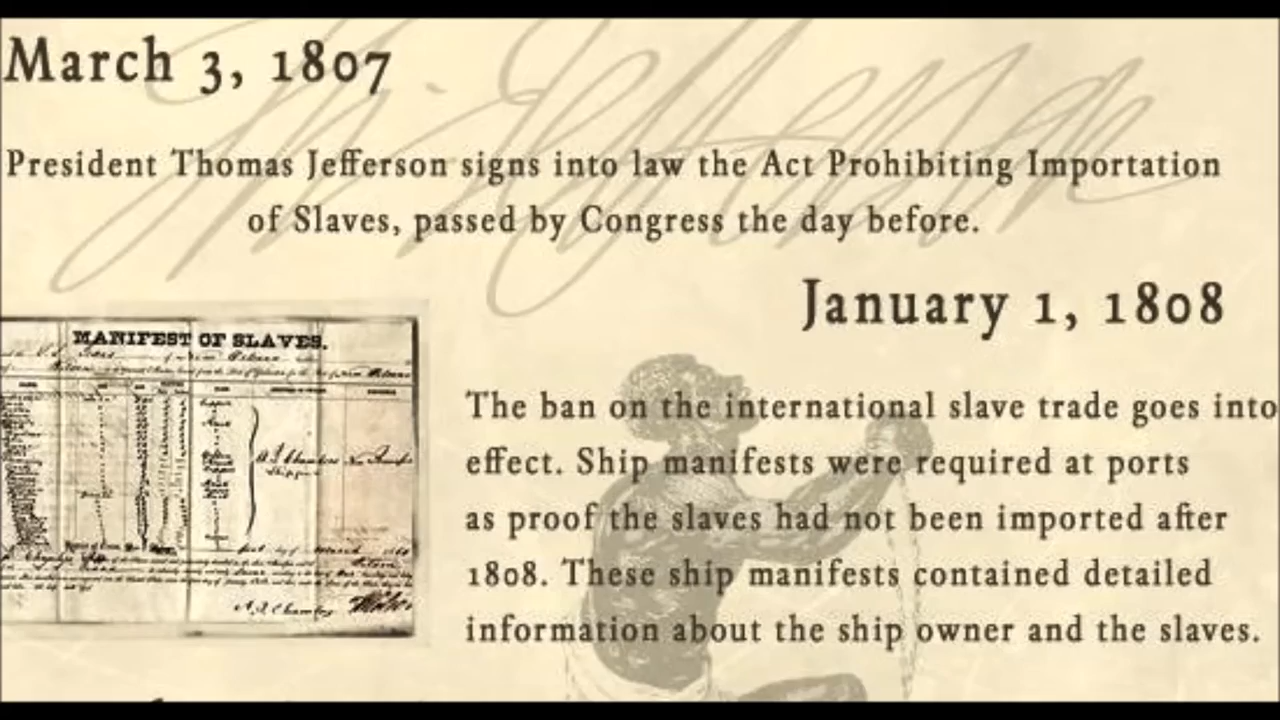 March 3, 1807
President Thomas Jefferson signs into law the Act Prohibiting Importation
of Slaves, passed by Congress the day before.
January 1, 1808
MANIFEST OF SLAVES.
The ban on the international slave trade goes into
effect. Ship manifests were required at ports
as proof the slaves had not been imported after
1808. These ship manifests contained detailed
information about the ship owner and the slaves.